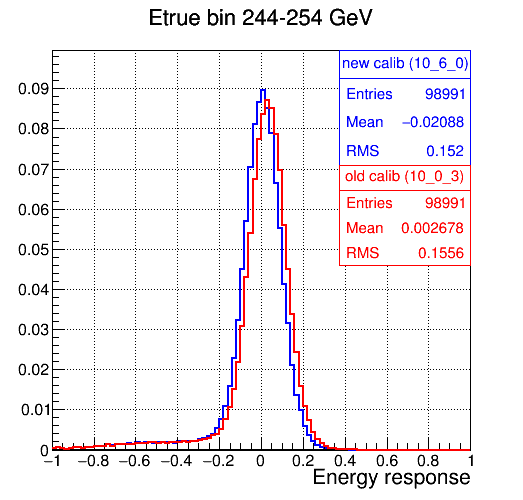 Etrue bin 244-254 GeV
new calib (10_6_0)
Entries 98991
Mean −0.02088
RMS 0.152
old calib (10_0_3)
Entries 98991
Mean 0.002678
RMS 0.1556
0.09
0.08
0.07
0.06
0.05
0.04
0.03
0.02
0.01
0
−1 −0.8 −0.6 −0.4 −0.2 0 0.2 0.4 0.6 0.8 1
Energy response